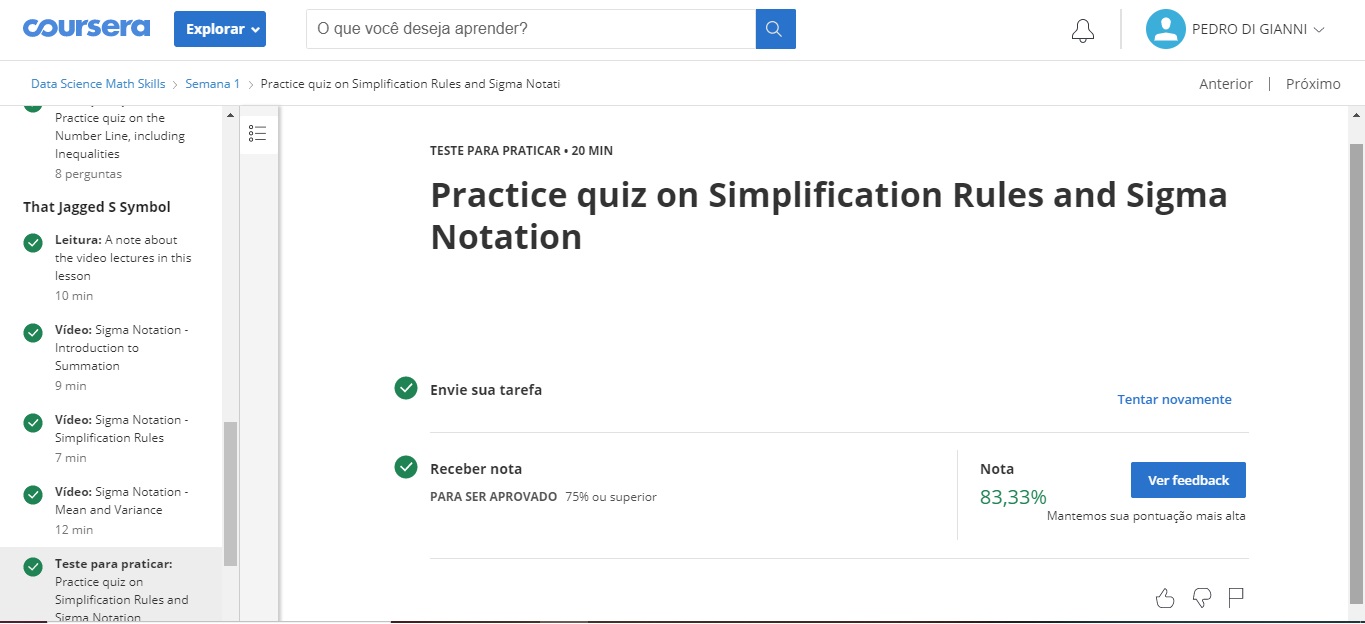 coursera
Explorar
O que você deseja aprender?
PEDRO DI GIANNI
Data Science Math Skills
Semana 1
Practice quiz on Simplification Rules and Sigma Notati
Anterior | Próximo
Practice quiz on the
Number Line, including
Inequalities
8 perguntas
That Jagged S Symbol
Leitura: A note about
the video lectures in this
lesson
10 min
Vídeo: Sigma Notation -
Introduction to
Summation
9 min
Vídeo: Sigma Notation -
Simplification Rules
7 min
Vídeo: Sigma Notation -
Mean and Variance
12 min
Teste para praticar:
Practice quiz on
Simplification Rules and
Sigma Notation
TESTE PARA PRATICAR • 20 MIN
Practice quiz on Simplification Rules and Sigma
Notation
Envie sua tarefa
Tentar novamente
Receber nota
PARA SER APROVADO 75% ou superior
Nota
83,33%
Ver feedback
Mantemos sua pontuação mais alta